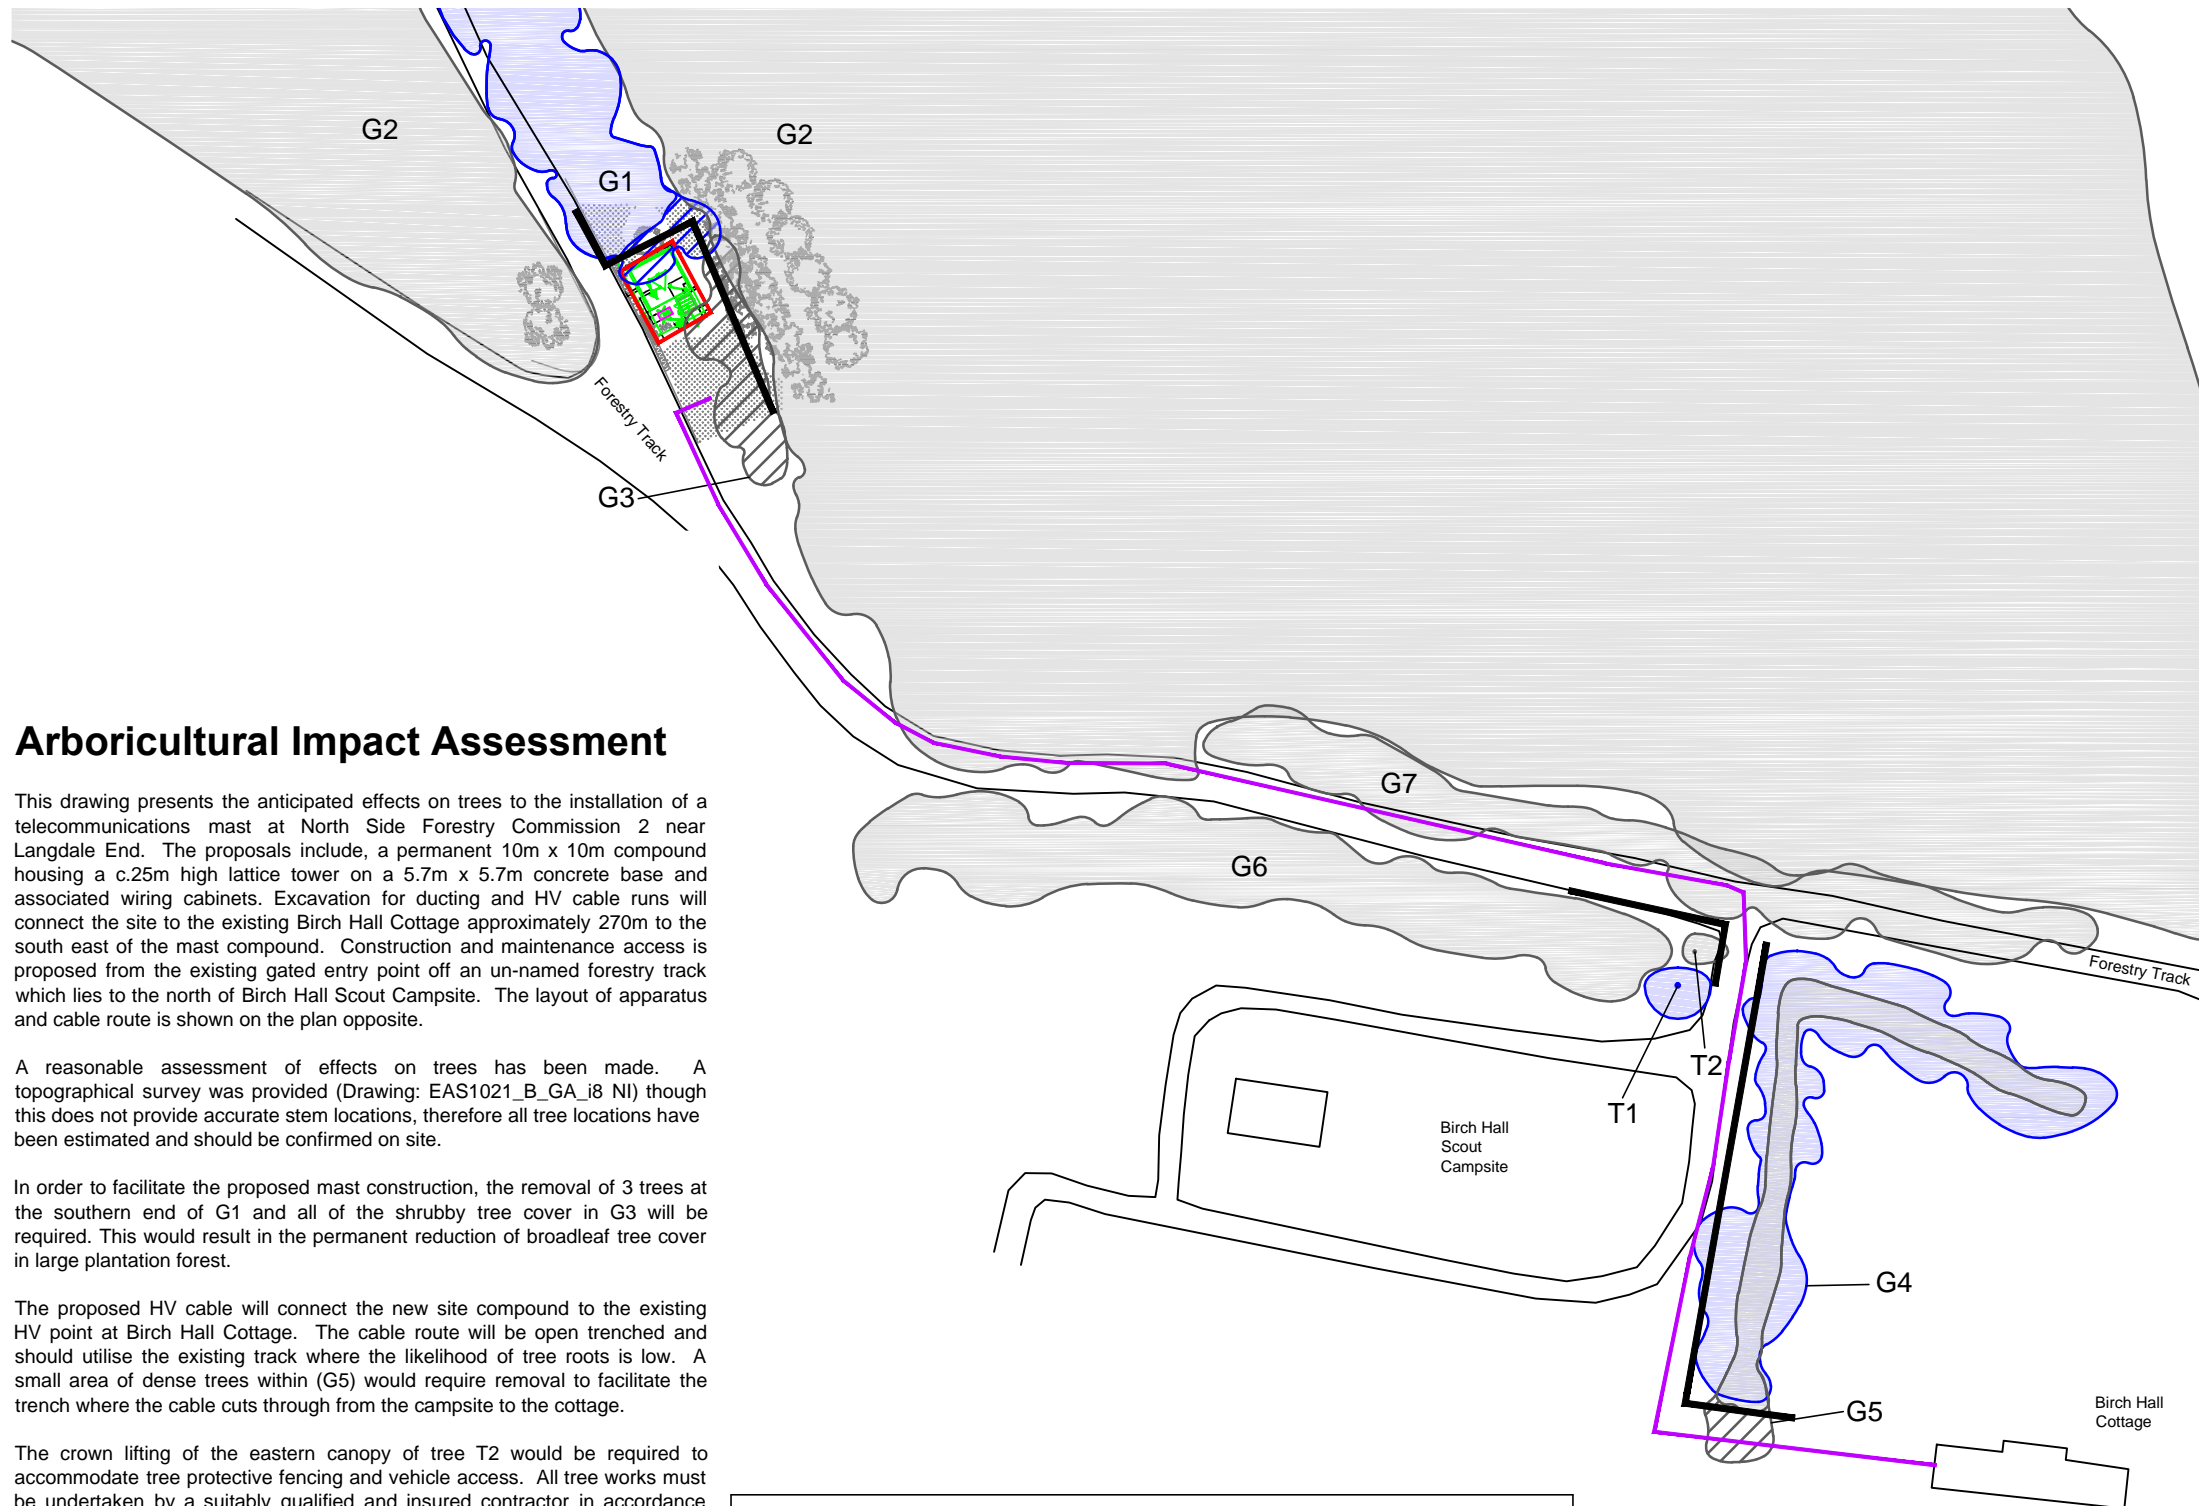 G2
G2
G1
Forestry Track
G3
Arboricultural Impact Assessment
This drawing presents the anticipated effects on trees to the installation of a
telecommunications mast at North Side Forestry Commission 2 near
Langdale End. The proposals include, a permanent 10m x 10m compound
housing a c.25m high lattice tower on a 5.7m x 5.7m concrete base and
associated wiring cabinets. Excavation for ducting and HV cable runs will
connect the site to the existing Birch Hall Cottage approximately 270m to the
south east of the mast compound. Construction and maintenance access is
proposed from the existing gated entry point off an un-named forestry track
which lies to the north of Birch Hall Scout Campsite. The layout of apparatus
and cable route is shown on the plan opposite.
A reasonable assessment of effects on trees has been made. A
topographical survey was provided (Drawing: EAS1021_B_GA_i8 NI) though
this does not provide accurate stem locations, therefore all tree locations have
been estimated and should be confirmed on site.
In order to facilitate the proposed mast construction, the removal of 3 trees at
the southern end of G1 and all of the shrubby tree cover in G3 will be
required. This would result in the permanent reduction of broadleaf tree cover
in large plantation forest.
The proposed HV cable will connect the new site compound to the existing
HV point at Birch Hall Cottage. The cable route will be open trenched and
should utilise the existing track where the likelihood of tree roots is low. A
small area of dense trees within (G5) would require removal to facilitate the
trench where the cable cuts through from the campsite to the cottage.
The crown lifting of the eastern canopy of tree T2 would be required to
accommodate tree protective fencing and vehicle access. All tree works must
be undertaken by a suitably qualified and insured contractor in accordance
G7
G6
Forestry Track
T2
T1
Birch Hall
Scout
Campsite
G4
G5
Birch Hall
Cottage